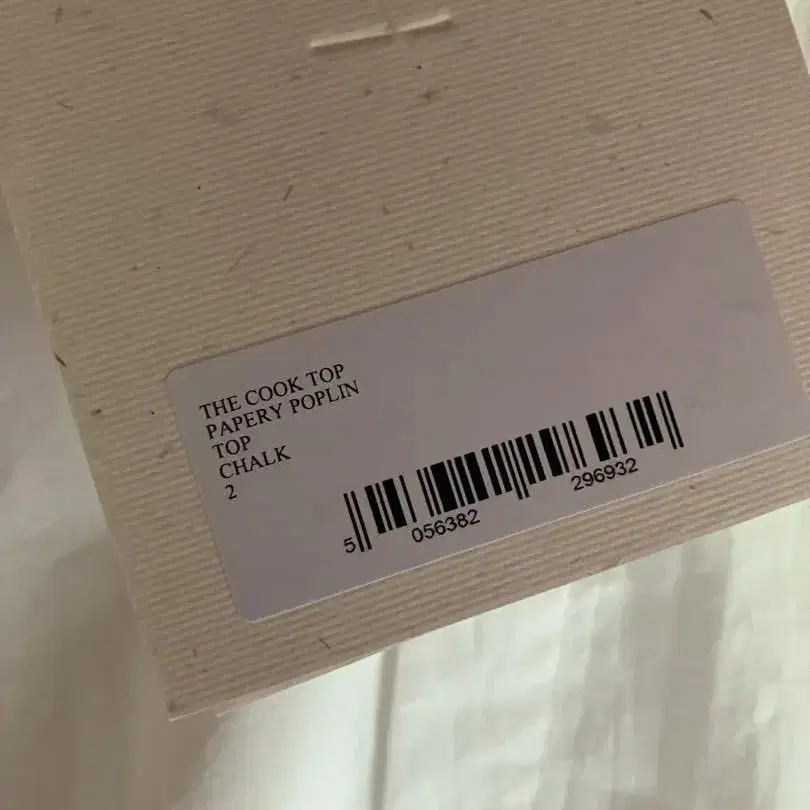 THE COOK TOP
PAPERY POPLIN
TOP
CHALK
2
5 056382 296932